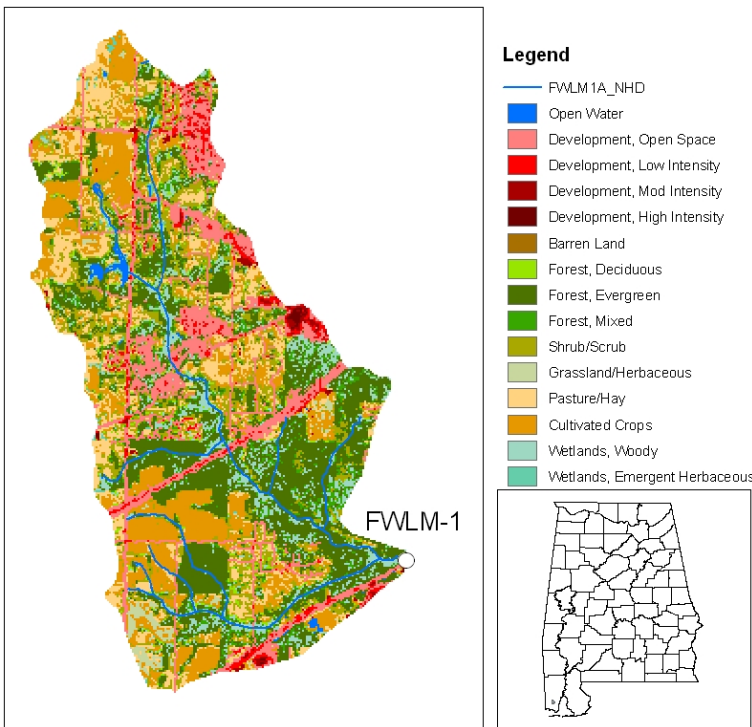 Legend
FWLM1A_NHD
Open Water
Development, Open Space
Development, Low Intensity
Development, Mod Intensity
Development, High Intensity
Barren Land
Forest, Deciduous
Forest, Evergreen
Forest, Mixed
Shrub/Scrub
Grassland/Herbaceous
Pasture/Hay
Cultivated Crops
Wetlands, Woody
Wetlands, Emergent Herbaceous
FWLM-1